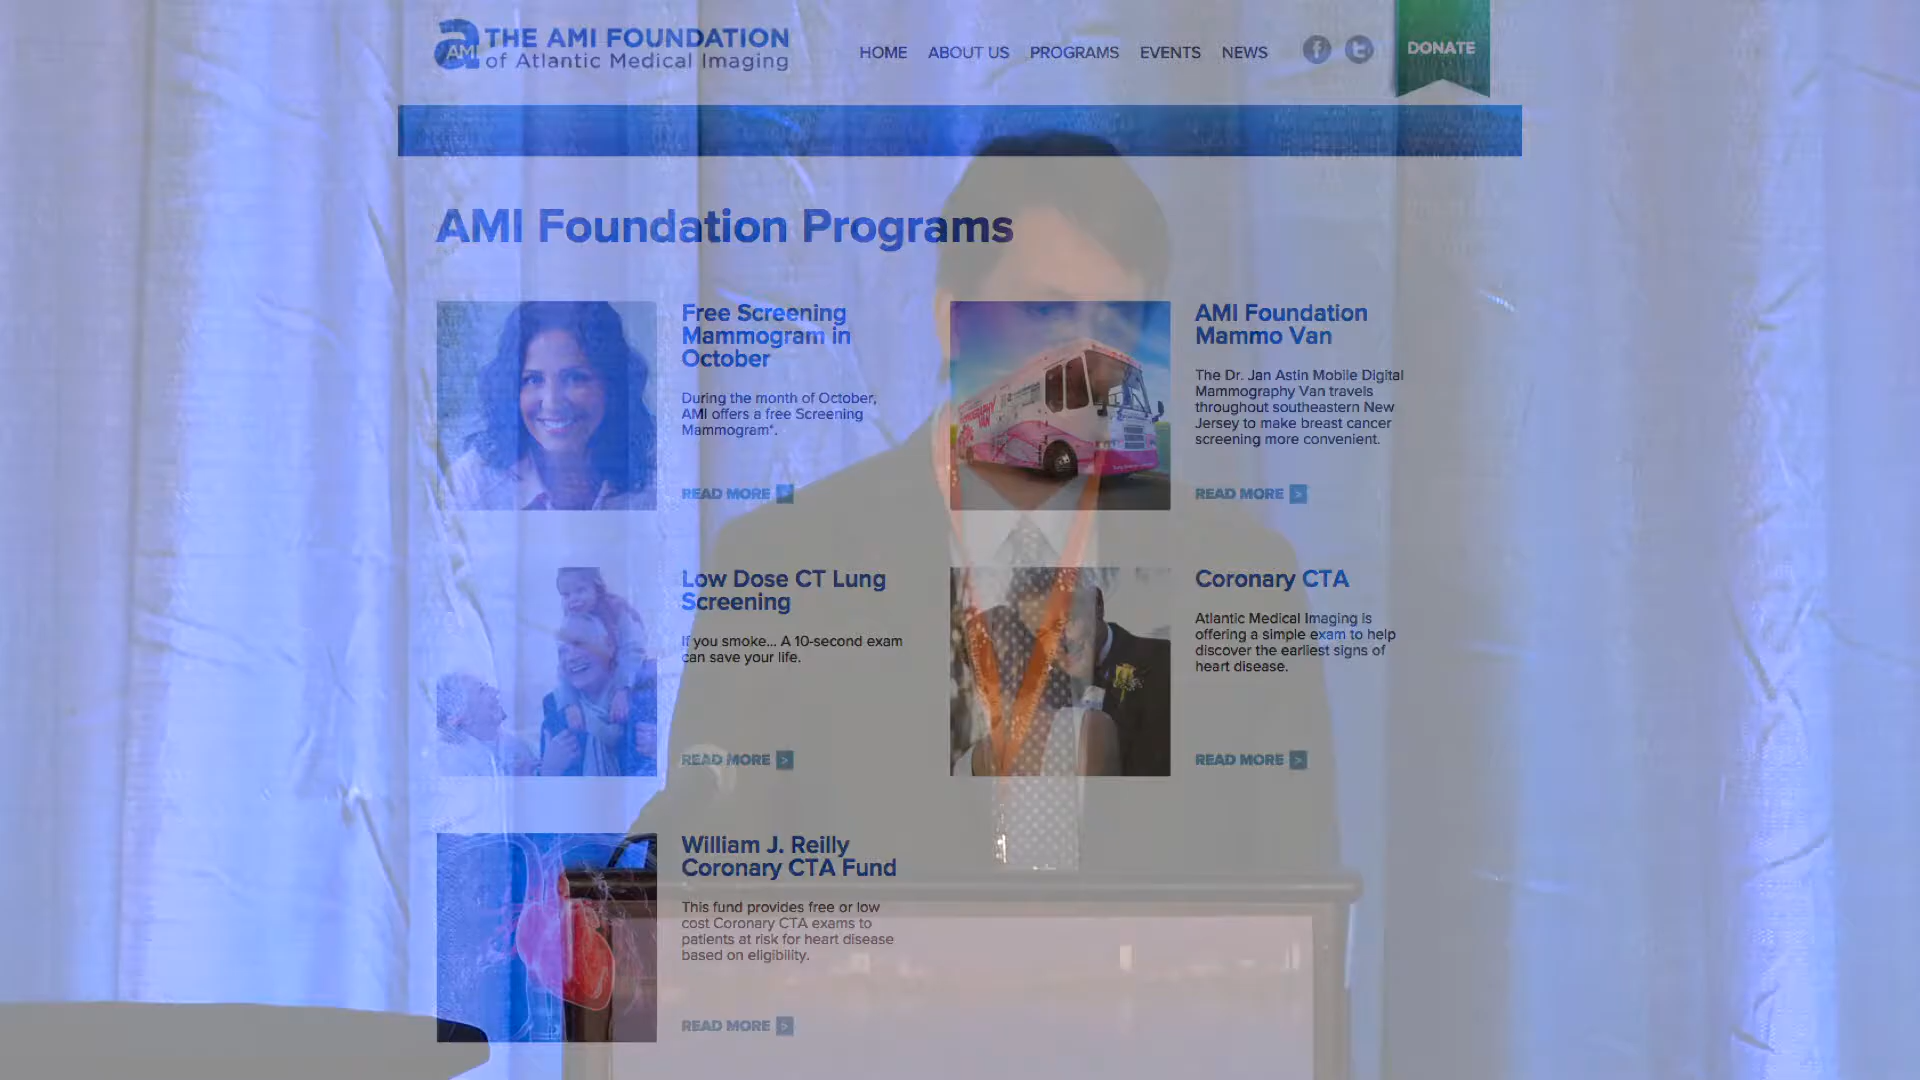 a AMI THE AMI FOUNDATION
of Atlantic Medical Imaging
HOME ABOUT US PROGRAMS EVENTS NEWS
DONATE
AMI Foundation Programs
Free Screening
Mammogram in
October
During the month of October,
AMI offers a free Screening
Mammogram*.
READ MORE >
AMI Foundation
Mammo Van
The Dr. Jan Astin Mobile Digital
Mammography Van travels
throughout southeastern New
Jersey to make breast cancer
screening more convenient.
READ MORE >
Low Dose CT Lung
Screening
If you smoke... A 10-second exam
can save your life.
READ MORE >
Coronary CTA
Atlantic Medical Imaging is
offering a simple exam to help
discover the earliest signs of
heart disease.
READ MORE >
William J. Reilly
Coronary CTA Fund
This fund provides free or low
cost Coronary CTA exams to
patients at risk for heart disease
based on eligibility.
READ MORE >